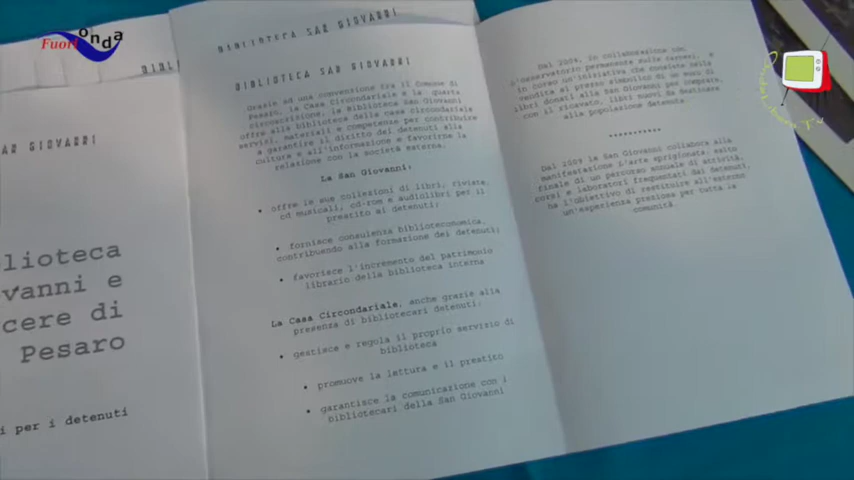 Fuori onda
BIBL
AN GIOVANNI
blioteca
vanni e
cere di
Pesaro
i per i detenuti
BIBLIOTECA SAN GIOVANNI
BIBLIOTECA SAN GIOVANNI
Grazie ad una convenzione tra il Comune di
Pesaro, la Casa Circondariale e la quarta
circoscrizione, la Biblioteca San Giovanni
offre alla biblioteca della casa circondariale
servizi, materiali e competenze per contribuire
a garantire il diritto dei detenuti alla
cultura e all'informazione e favorirne la
relazione con la società esterna.
La San Giovanni:
• offre le sue collezioni di libri, riviste,
cd musicali, cd-rom e audiolibri per il
prestito ai detenuti;
• fornisce consulenza biblioteconomica,
contribuendo alla formazione dei detenuti;
• favorisce l'incremento del patrimonio
librario della biblioteca interna
La Casa Circondariale, anche grazie alla
presenza di bibliotecari detenuti:
• gestisce e regola il proprio servizio di
biblioteca
• promuove la lettura e il prestito
• garantisce la comunicazione con i
bibliotecari della San Giovanni
Dal 2008, in collaborazione con
l'osservatorio permanente sulle carceri, è
in corso un'iniziativa che consiste nella
vendita al prezzo simbolico di un euro di
libri donati alla San Giovanni per comprare,
con il ricavato, libri nuovi da destinare
alla popolazione detenuta.
***********
Dal 2009 la San Giovanni collabora alla
manifestazione L'arte sprigionata, esito
finale di un percorso annuale di attività,
corsi e laboratori frequentati dai detenuti.
ha l'obiettivo di restituire all'esterno
un'esperienza preziosa per tutta la
comunità.